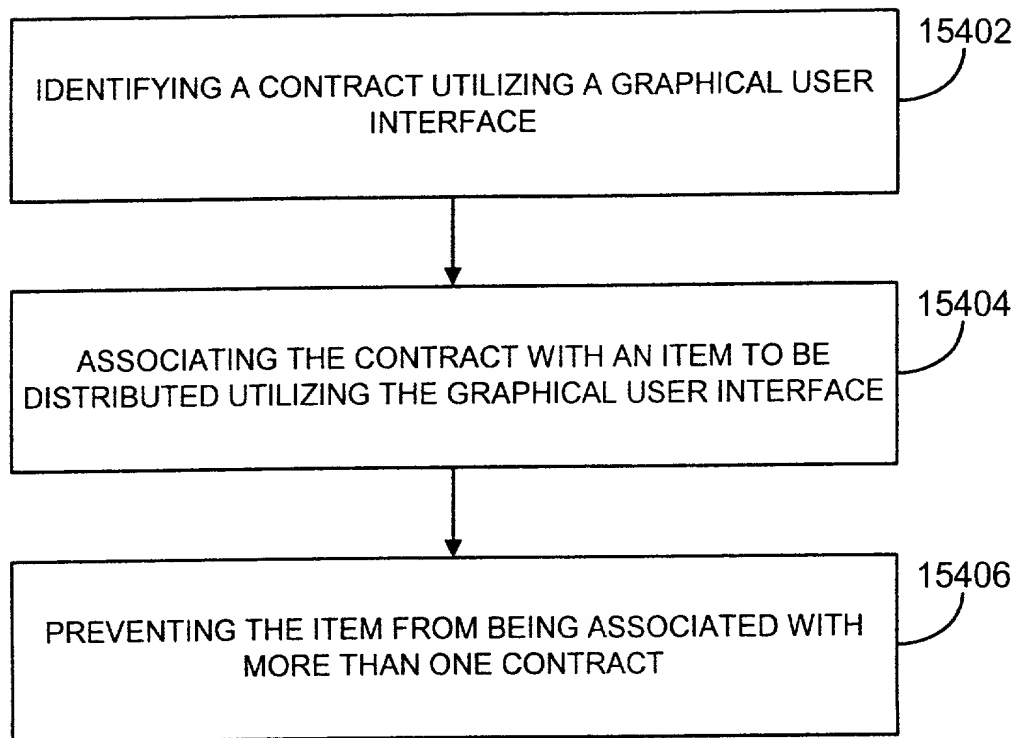 15402
IDENTIFYING A CONTRACT UTILIZING A GRAPHICAL USER
INTERFACE
15404
ASSOCIATING THE CONTRACT WITH AN ITEM TO BE
DISTRIBUTED UTILIZING THE GRAPHICAL USER INTERFACE
15406
PREVENTING THE ITEM FROM BEING ASSOCIATED WITH
MORE THAN ONE CONTRACT